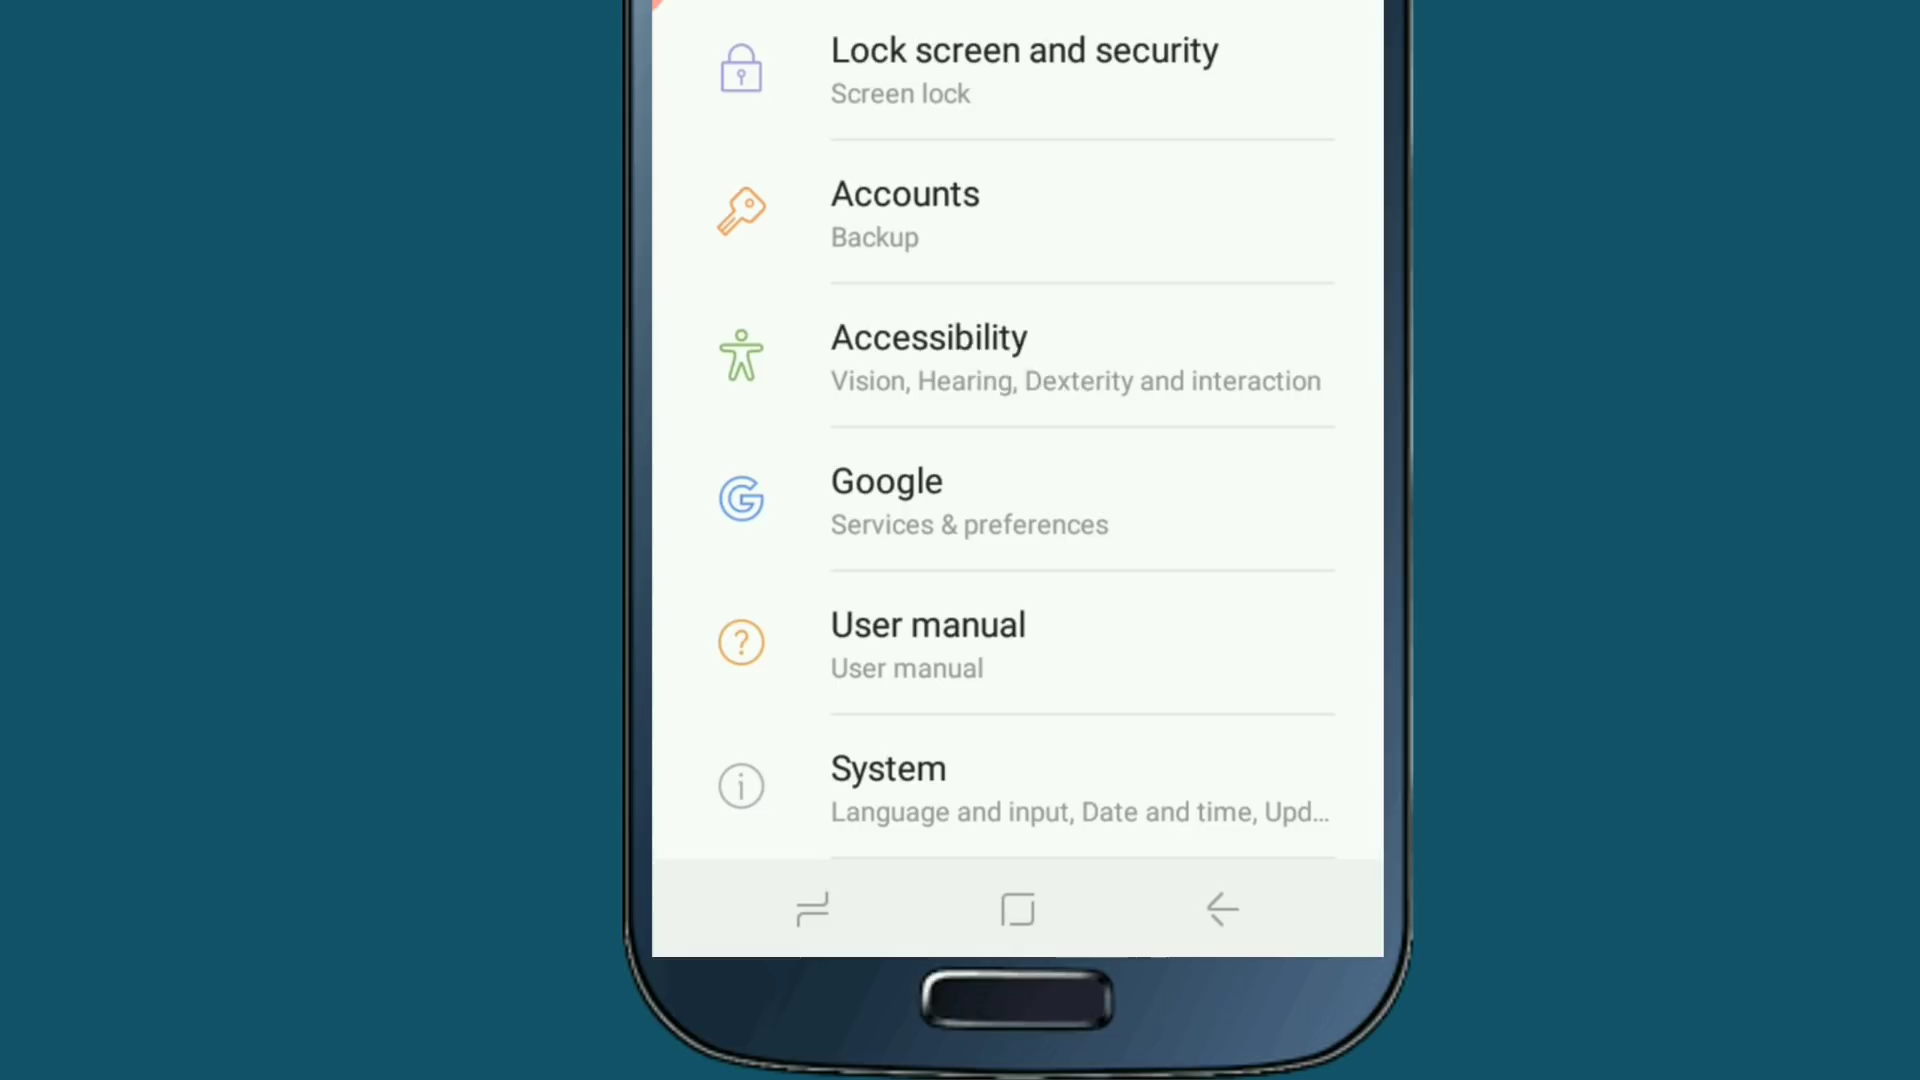 Lock screen and security
Screen lock
Accounts
Backup
Accessibility
Vision, Hearing, Dexterity and interaction
Google
Services & preferences
User manual
User manual
System
Language and input, Date and time, Upd...